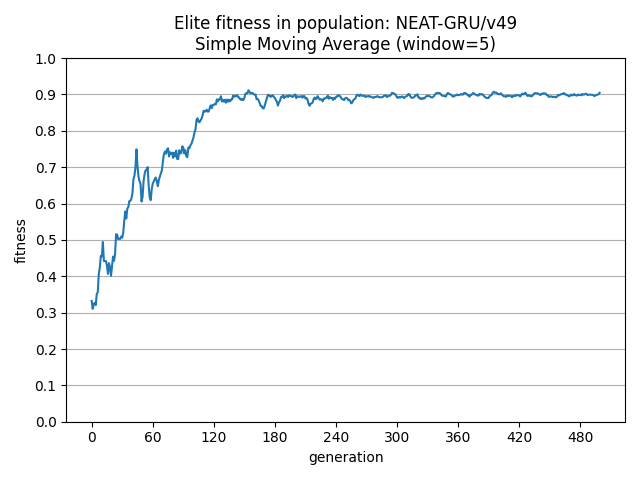 Elite fitness in population: NEAT-GRU/v49
Simple Moving Average (window=5)
1.0
0.9
0.8
0.7
0.6
0.5
0.4
0.3
0.2
0.1
0.0
fitness
0 60 120 180 240 300 360 420 480
generation